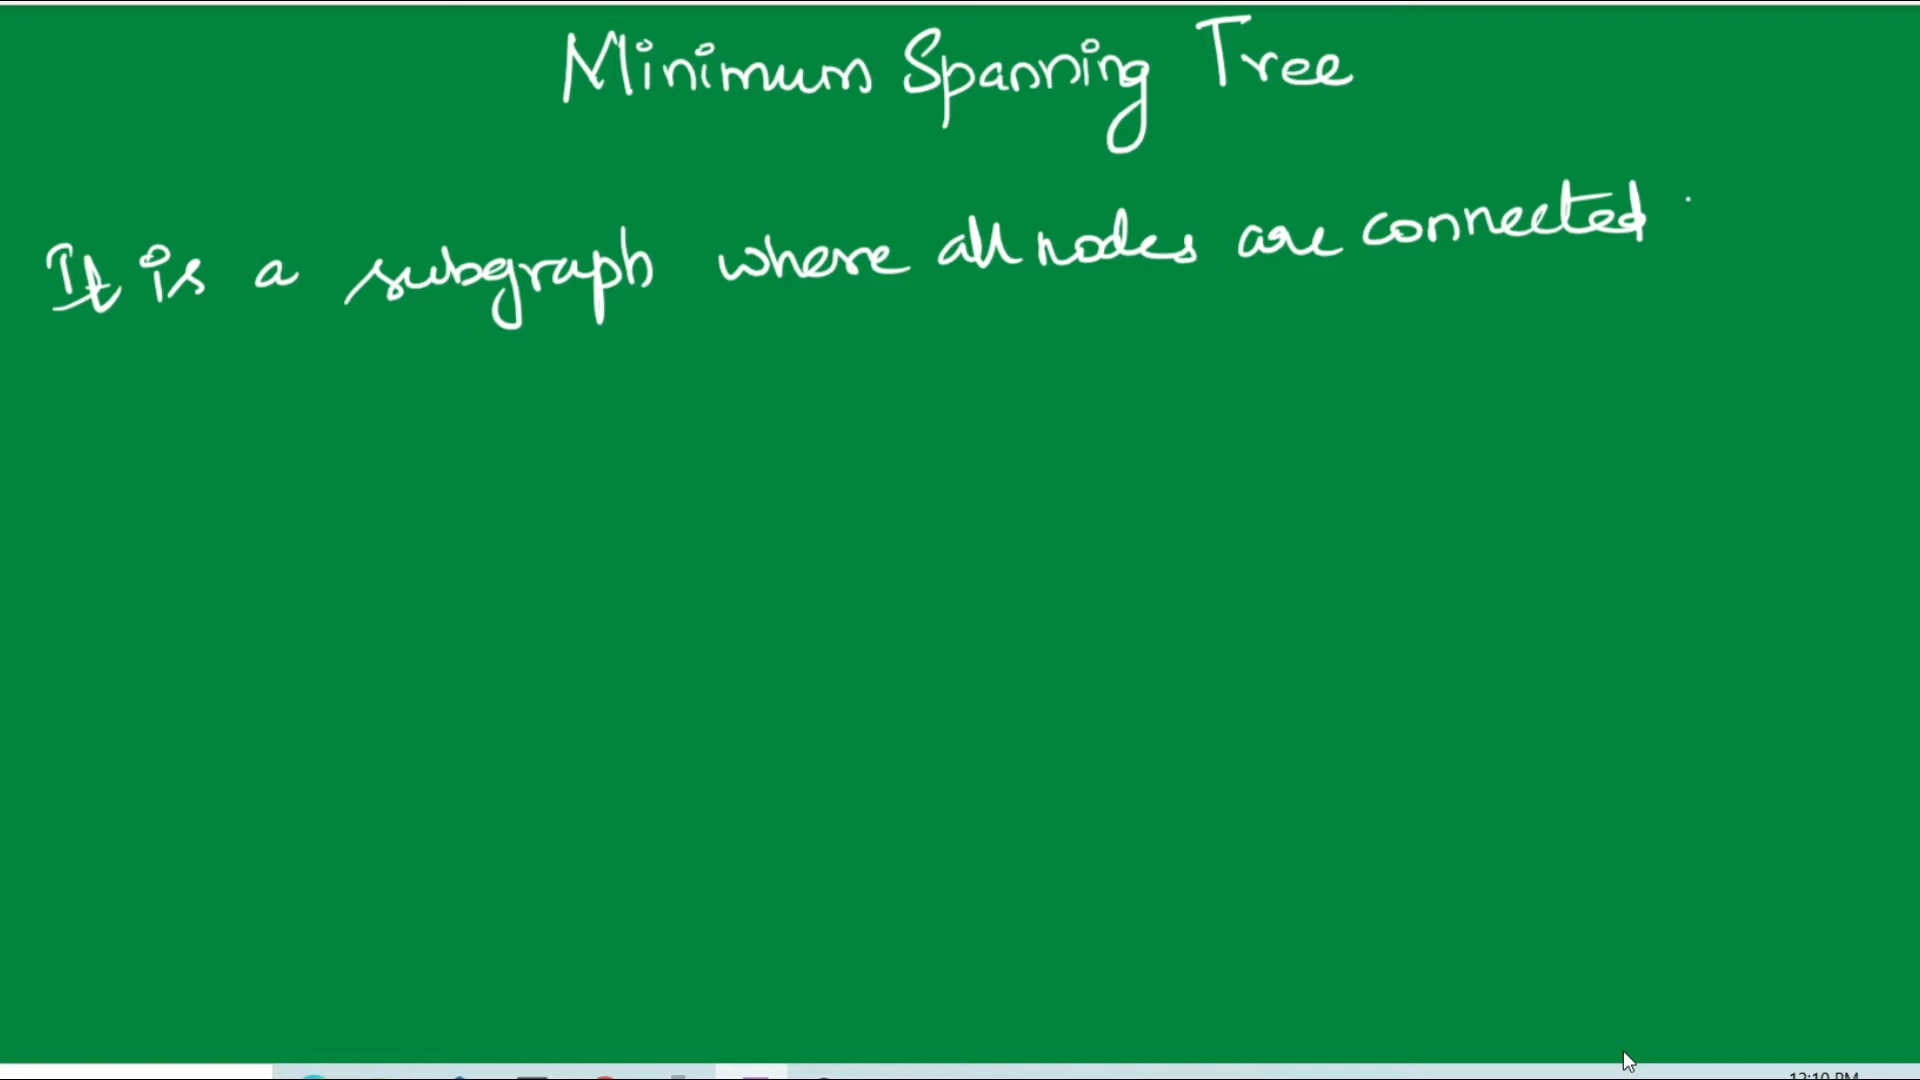 Minimum Spanning Tree
It is a subgraph where all nodes are connected.